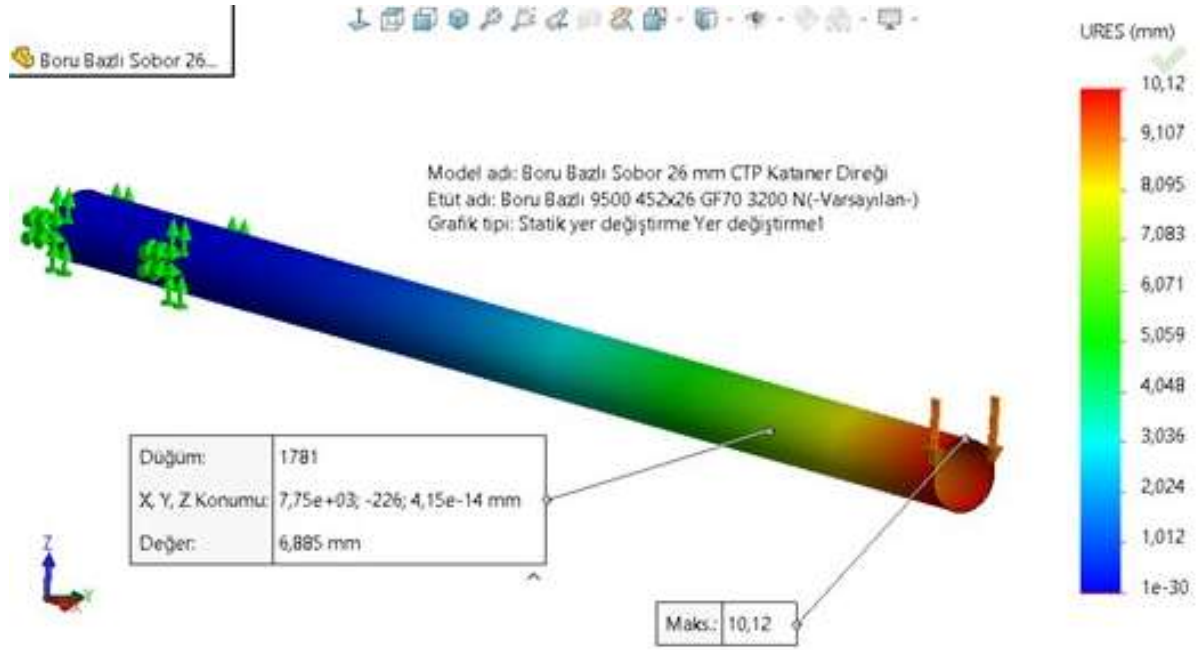 Boru Bazlı Sobor 26...
URES (mm)
10,12
9,107
8,095
7,083
6,071
5,059
4,048
3,036
2,024
1,012
1e-30
Model adı: Boru Bazlı Sobor 26 mm CTP Kataner Direği
Etüt adı: Boru Bazlı 9500 452x26 GF70 3200 N(-Varsayılan-)
Grafik tipi: Statik yer değiştirme Yer değiştirme1
Düğüm: 1781
X, Y, Z Konumu: 7,75e+03; -226; 4,15e-14 mm
Değer: 6,885 mm
Maks.: 10,12
Z
Y
X